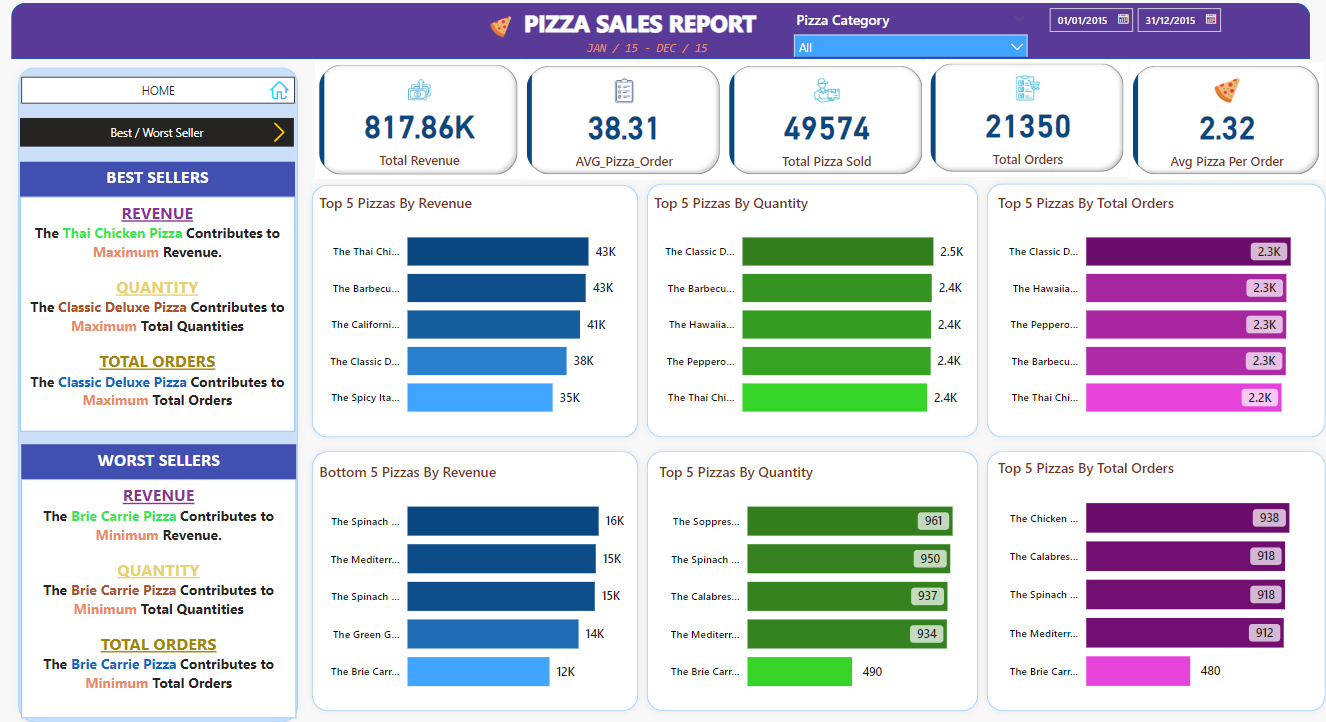 PIZZA SALES REPORT
JAN / 15 - DEC / 15
Pizza Category
All
01/01/2015
31/12/2015
HOME
Best / Worst Seller
BEST SELLERS
REVENUE
The Thai Chicken Pizza Contributes to
Maximum Revenue.
QUANTITY
The Classic Deluxe Pizza Contributes to
Maximum Total Quantities
TOTAL ORDERS
The Classic Deluxe Pizza Contributes to
Maximum Total Orders
WORST SELLERS
REVENUE
The Brie Carrie Pizza Contributes to
Minimum Revenue.
QUANTITY
The Brie Carrie Pizza Contributes to
Minimum Total Quantities
TOTAL ORDERS
The Brie Carrie Pizza Contributes to
Minimum Total Orders
817.86K
Total Revenue
38.31
AVG_Pizza_Order
49574
Total Pizza Sold
21350
Total Orders
2.32
Avg Pizza Per Order
Top 5 Pizzas By Revenue
The Thai Chi... 43K
The Barbecu... 43K
The Californi... 41K
The Classic D... 38K
The Spicy Ita... 35K
Top 5 Pizzas By Quantity
The Classic D... 2.5K
The Barbecu... 2.4K
The Hawaiia... 2.4K
The Peppero... 2.4K
The Thai Chi... 2.4K
Top 5 Pizzas By Total Orders
The Classic D... 2.3K
The Hawaiia... 2.3K
The Peppero... 2.3K
The Barbecu... 2.3K
The Thai Chi... 2.2K
Bottom 5 Pizzas By Revenue
The Spinach ... 16K
The Mediterr... 15K
The Spinach ... 15K
The Green G... 14K
The Brie Carr... 12K
Top 5 Pizzas By Quantity
The Soppres... 961
The Spinach ... 950
The Calabres... 937
The Mediterr... 934
The Brie Carr... 490
Top 5 Pizzas By Total Orders
The Chicken ... 938
The Calabres... 918
The Spinach ... 918
The Mediterr... 912
The Brie Carr... 480